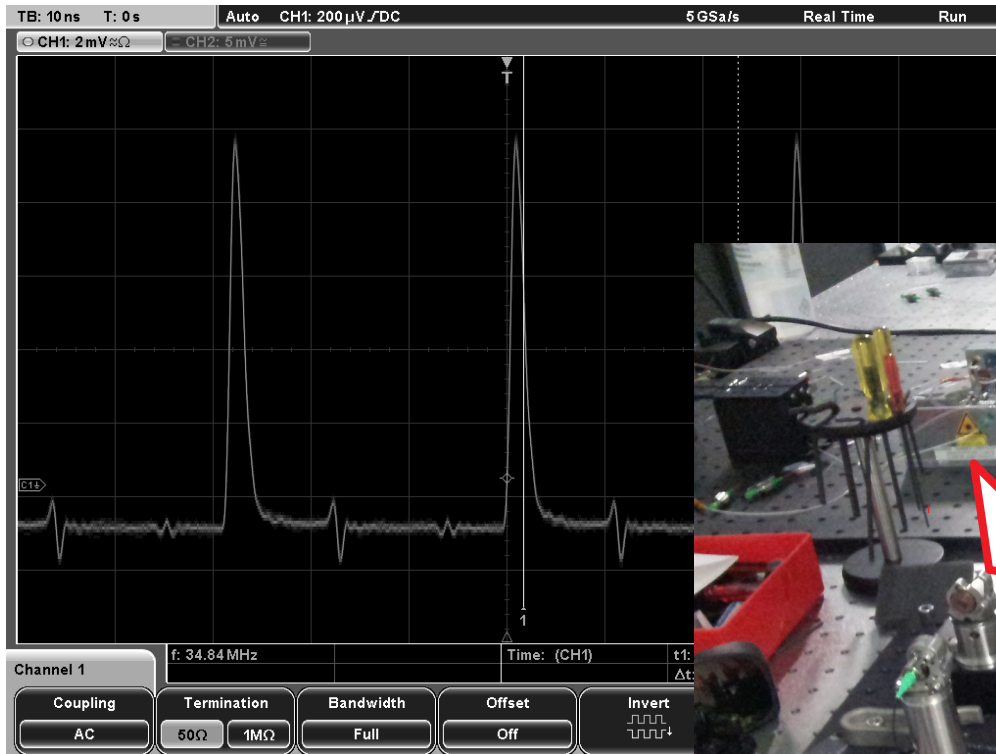 TB: 10 ns T: 0 s Auto CH1: 200 µV DC 5 GSa/s Real Time Run
CH1: 2 mV≈Ω CH2: 5 mV≅
T
C1
1
Channel 1 f: 34.84 MHz Time: (CH1) t1:
Δt:
Coupling Termination Bandwidth Offset Invert
AC 50Ω 1MΩ Full Off